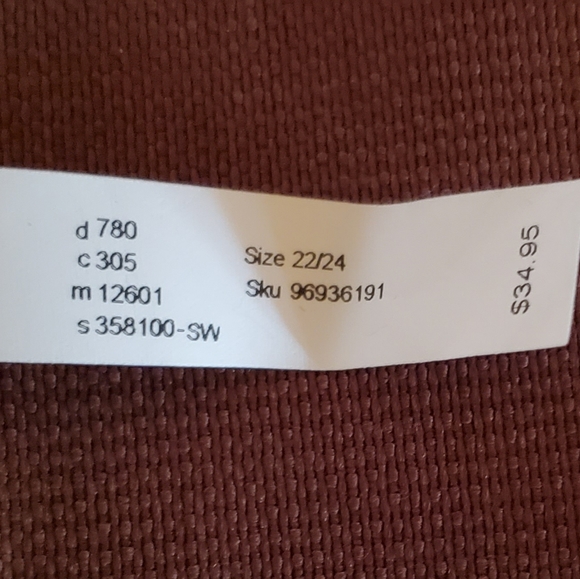 d 780
c 305
m 12601
s 358100-SW
Size 22/24
Sku 96936191
$34.95